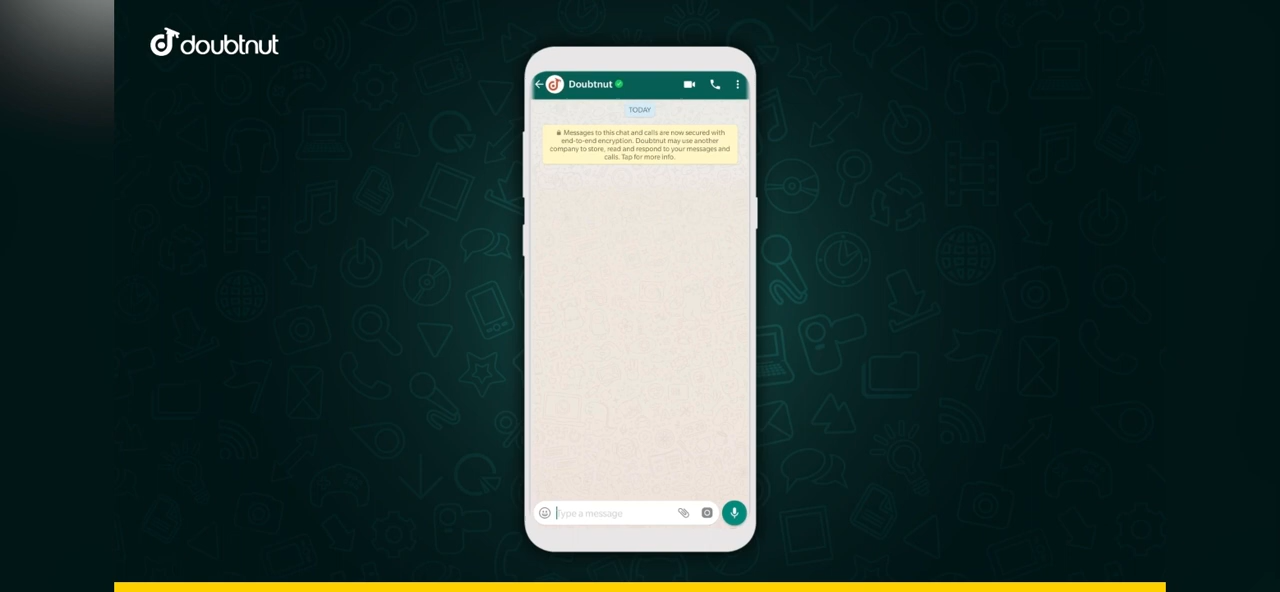 doubtnut
Doubtnut
TODAY
Messages to this chat and calls are now secured with
end-to-end encryption. Doubtnut may use another
company to store, read and respond to your messages and
calls. Tap for more info.
Type a message